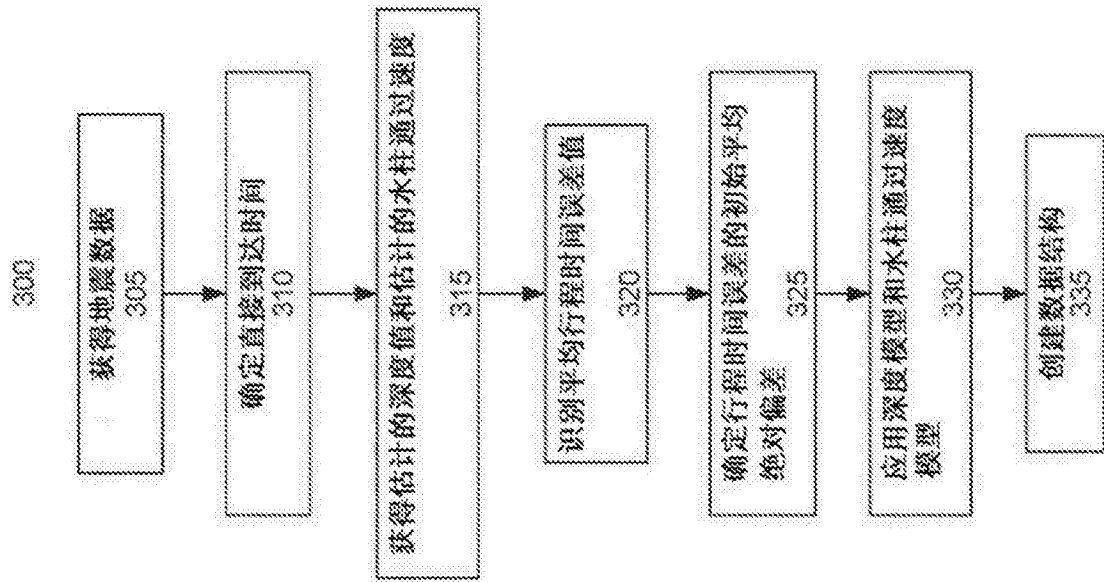 300
获得地震数据
305
确定直接到达时间
310
获得估计的深度值和估计的水柱通过速度
315
识别平均行程时间误差值
320
确定行程时间误差的初始平均
绝对偏差
325
应用深度模型和水柱通过速度
模型
330
创建数据结构
335